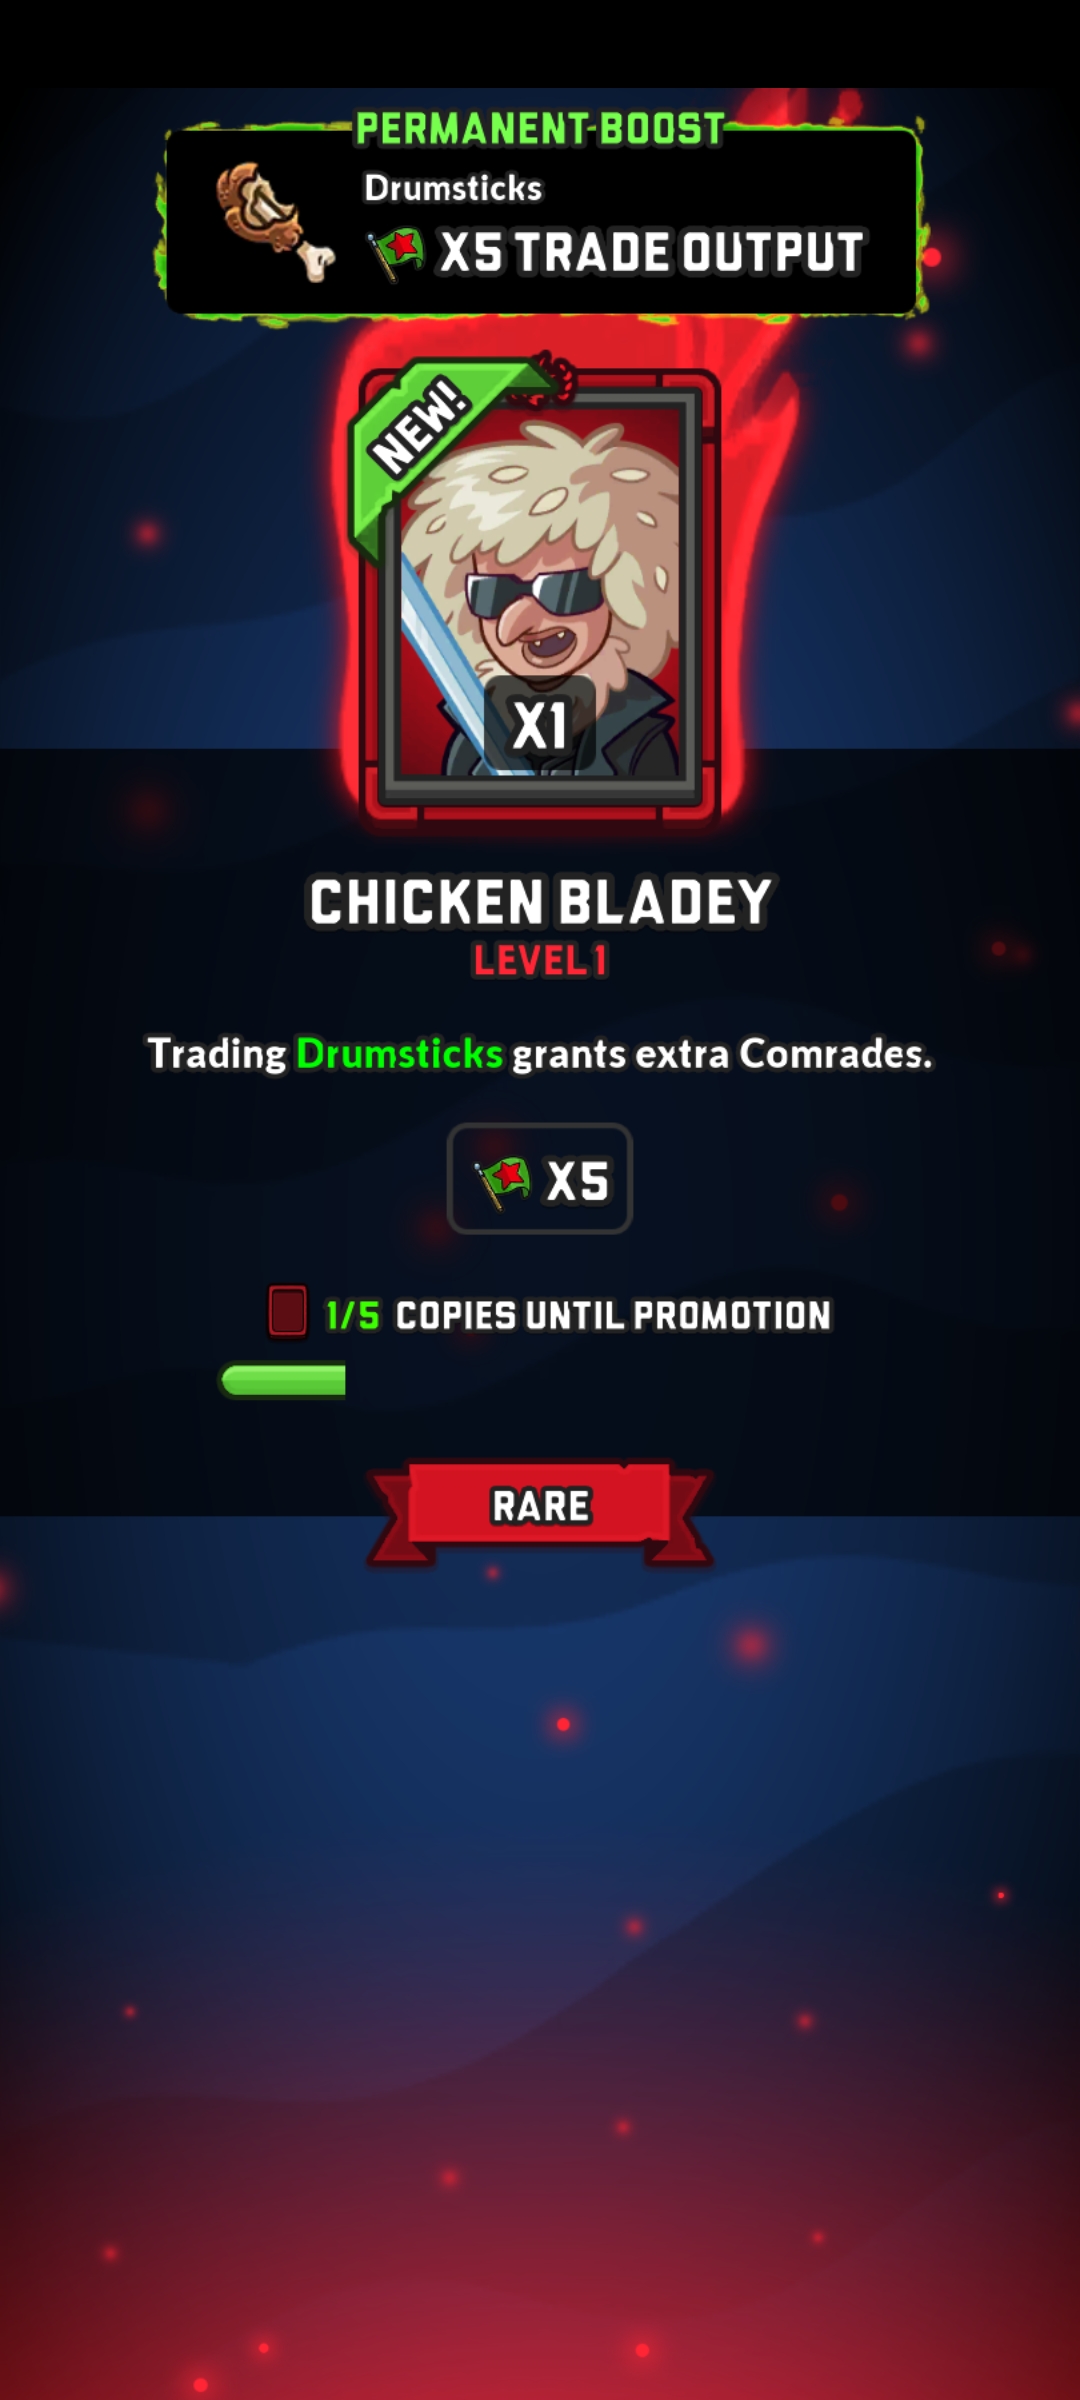 PERMANENT BOOST
Drumsticks
X5 TRADE OUTPUT
NEW!
X1
CHICKEN BLADEY
LEVEL 1
Trading Drumsticks grants extra Comrades.
X5
1/5 COPIES UNTIL PROMOTION
RARE